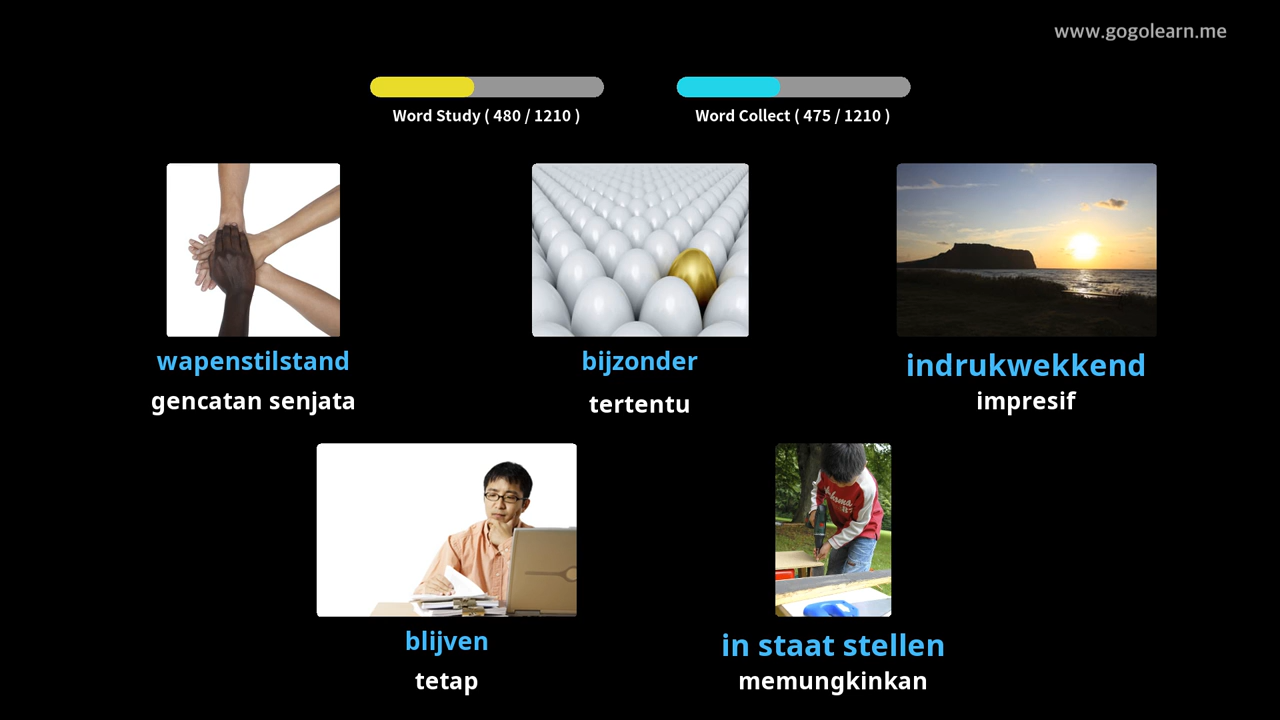 www.gogolearn.me
Word Study ( 480 / 1210 )
Word Collect ( 475 / 1210 )
wapenstilstand
gencatan senjata
bijzonder
tertentu
indrukwekkend
impresif
blijven
tetap
in staat stellen
memungkinkan